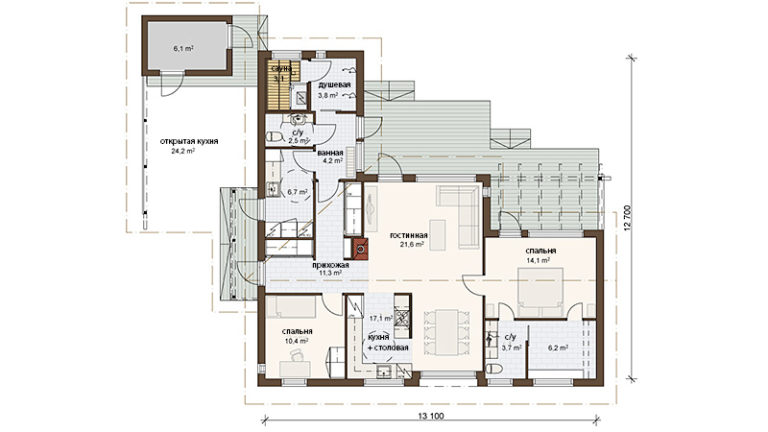 6,1 m²
сауна
3,1
душевая
3,8 m²
открытая кухня
24,2 m²
с/у
2,5 m²
ванная
4.2 m²
6.7 m²
гостинная
21,6 m²
спальня
14,1 m²
прихожая
11.3 m²
17,1 m²
кухня
+ столовая
спальня
10,4 m²
с/у
3,7 m²
6,2 m²
12 700
13 100